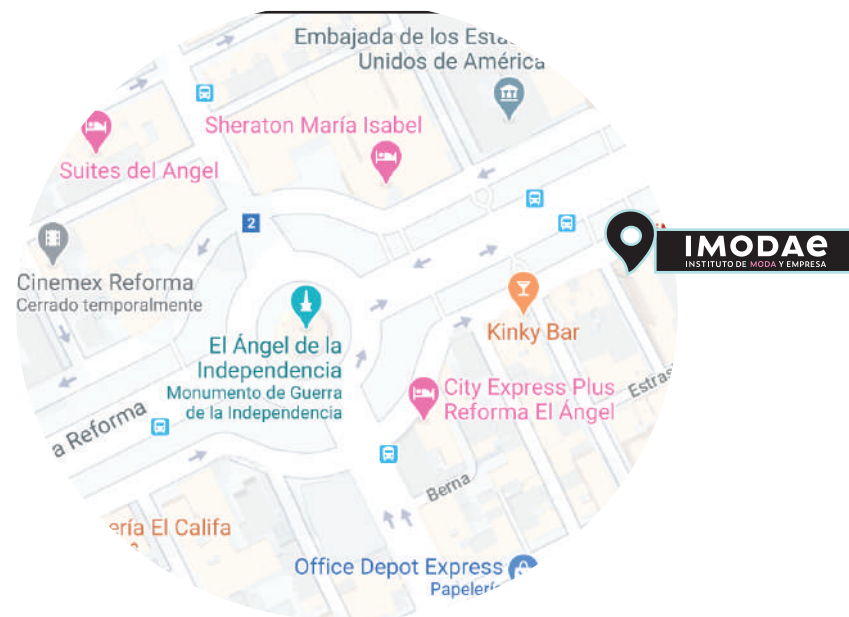 Embajada de los Esta
Unidos de América
Sheraton María Isabel
Suites del Angel
2
IMODAe
INSTITUTO DE MODA Y EMPRESA
Cinemex Reforma
Cerrado temporalmente
Kinky Bar
El Ángel de la
Independencia
Monumento de Guerra
de la Independencia
City Express Plus
Reforma El Ángel
Estras
a Reforma
Berna
ería El Califa
Office Depot Express
Papelerí